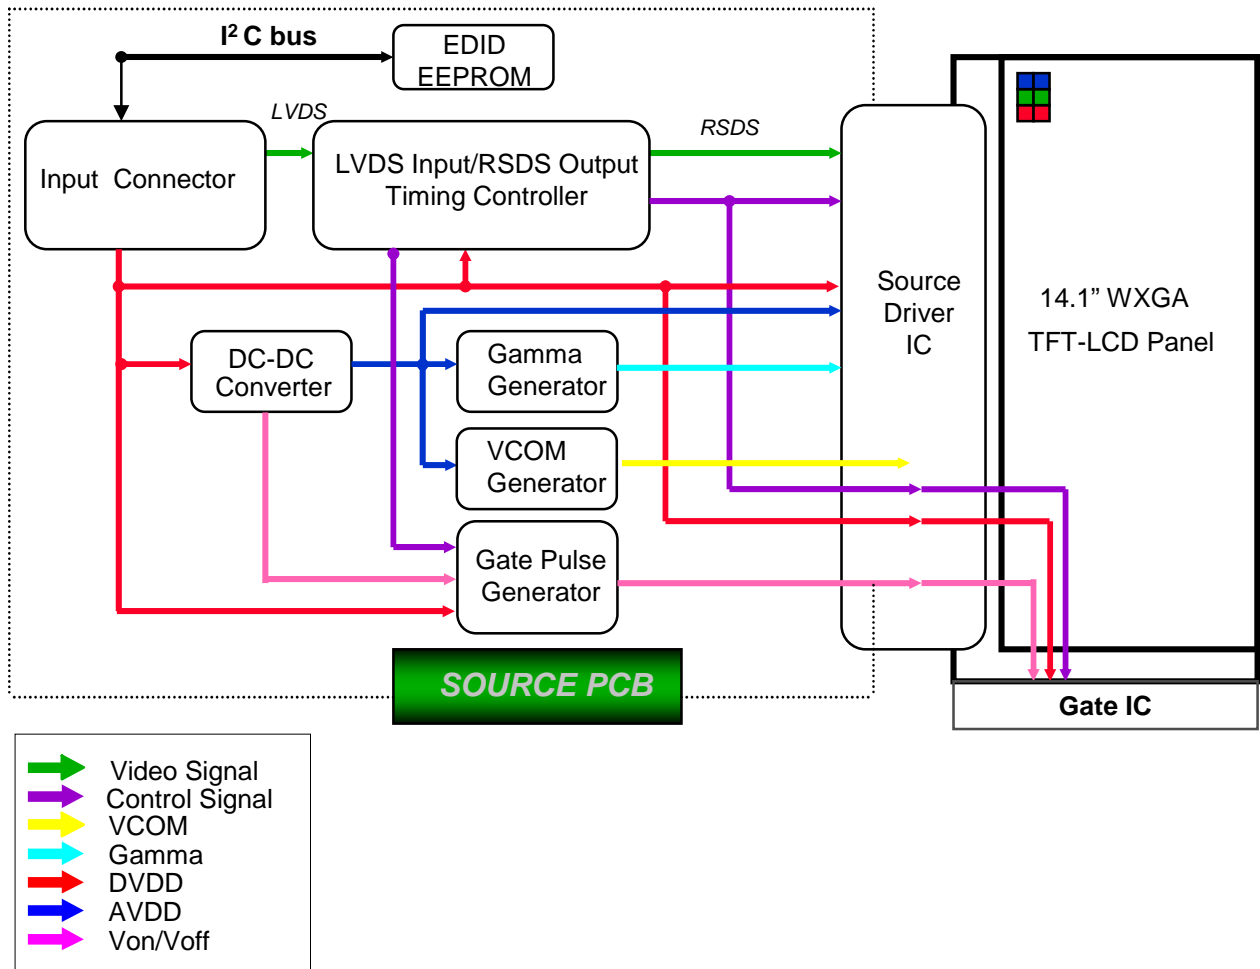 I² C bus
EDID
EEPROM
LVDS
RSDS
Input Connector
LVDS Input/RSDS Output
Timing Controller
Source
Driver
IC
14.1” WXGA
TFT-LCD Panel
DC-DC
Converter
Gamma
Generator
VCOM
Generator
Gate Pulse
Generator
SOURCE PCB
Gate IC
Video Signal
Control Signal
VCOM
Gamma
DVDD
AVDD
Von/Voff